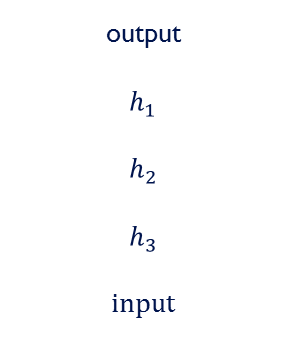 output
h₁
h₂
h₃
input